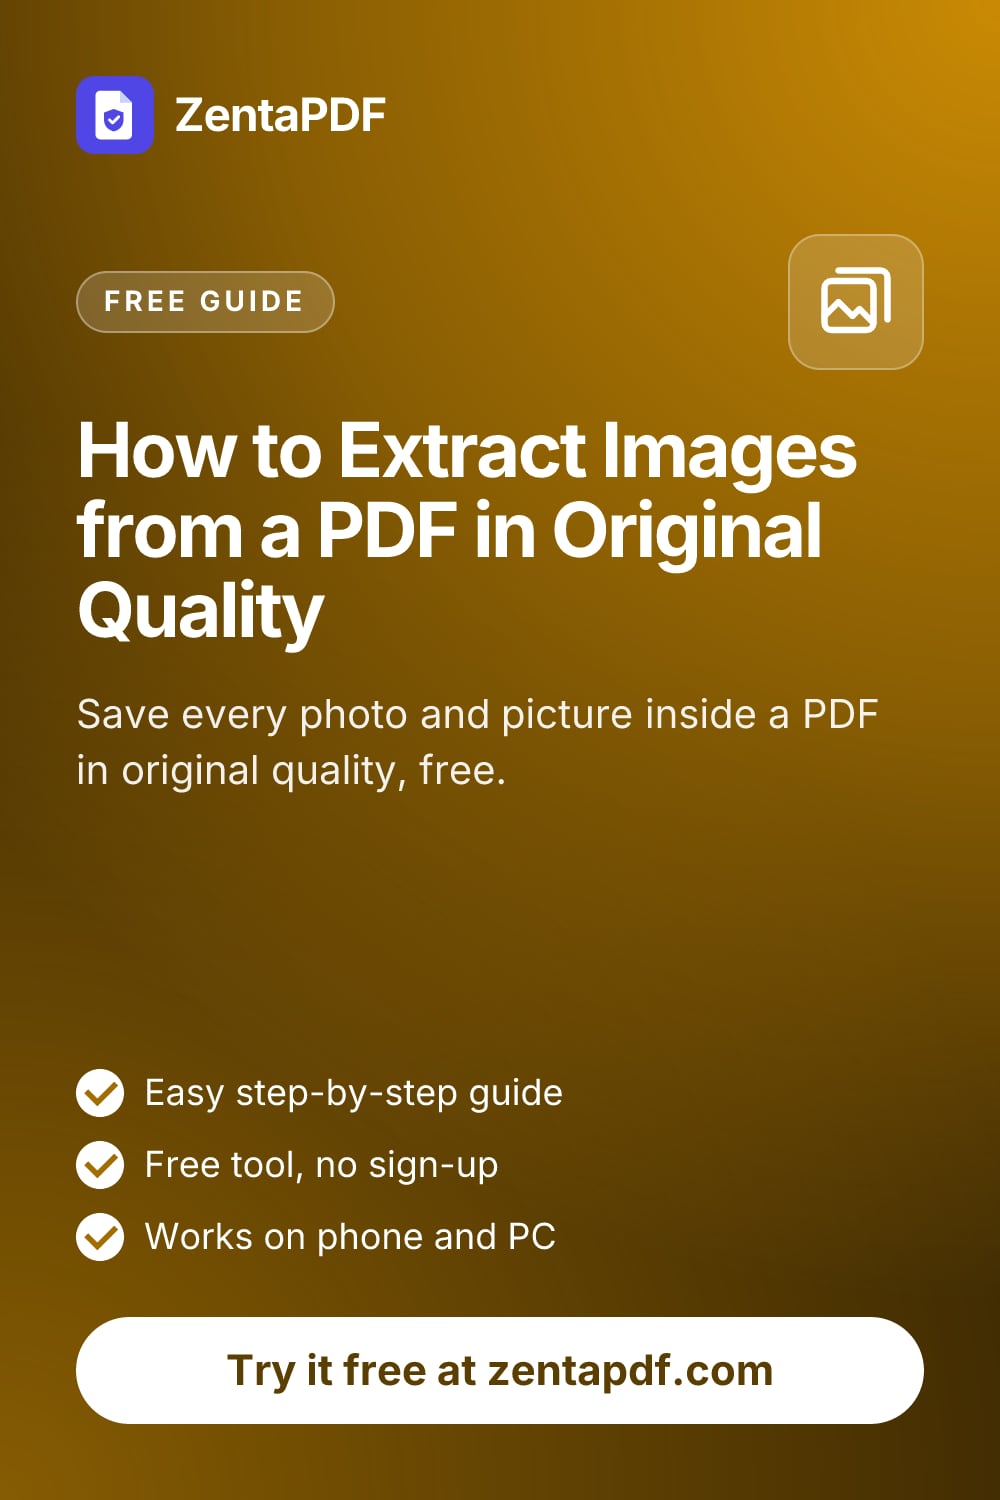 ZentaPDF
FREE GUIDE
How to Extract Images
from a PDF in Original
Quality
Save every photo and picture inside a PDF
in original quality, free.
Easy step-by-step guide
Free tool, no sign-up
Works on phone and PC
Try it free at zentapdf.com